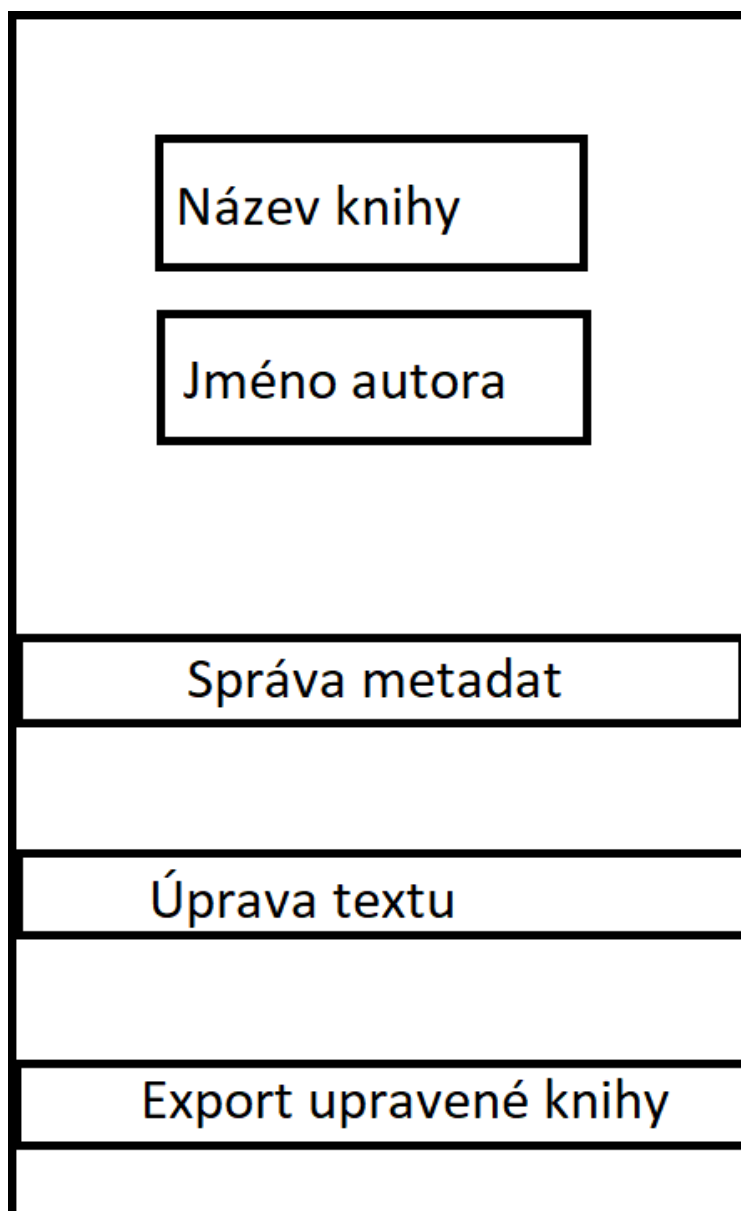 Název knihy
Jméno autora
Správa metadat
Úprava textu
Export upravené knihy